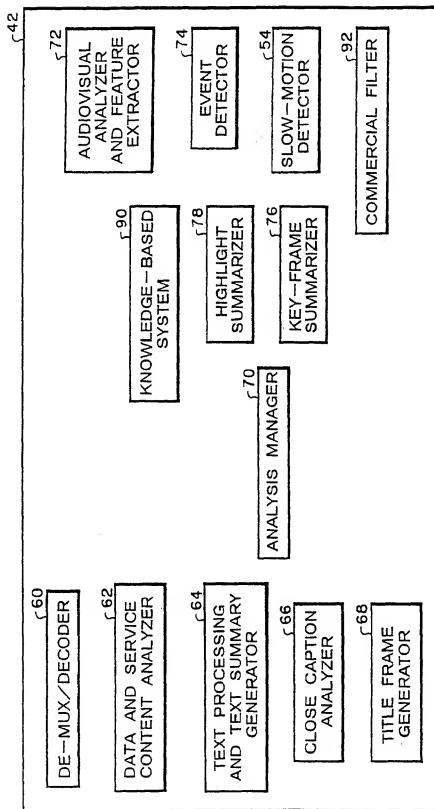 42
60
DE-MUX/DECODER
62
DATA AND SERVICE
CONTENT ANALYZER
64
TEXT PROCESSING
AND TEXT SUMMARY
GENERATOR
66
CLOSE CAPTION
ANALYZER
68
TITLE FRAME
GENERATOR
70
ANALYSIS MANAGER
90
KNOWLEDGE-BASED
SYSTEM
78
HIGHLIGHT
SUMMARIZER
76
KEY-FRAME
SUMMARIZER
72
AUDIOVISUAL
ANALYZER
AND FEATURE
EXTRACTOR
74
EVENT
DETECTOR
54
SLOW-MOTION
DETECTOR
92
COMMERCIAL FILTER